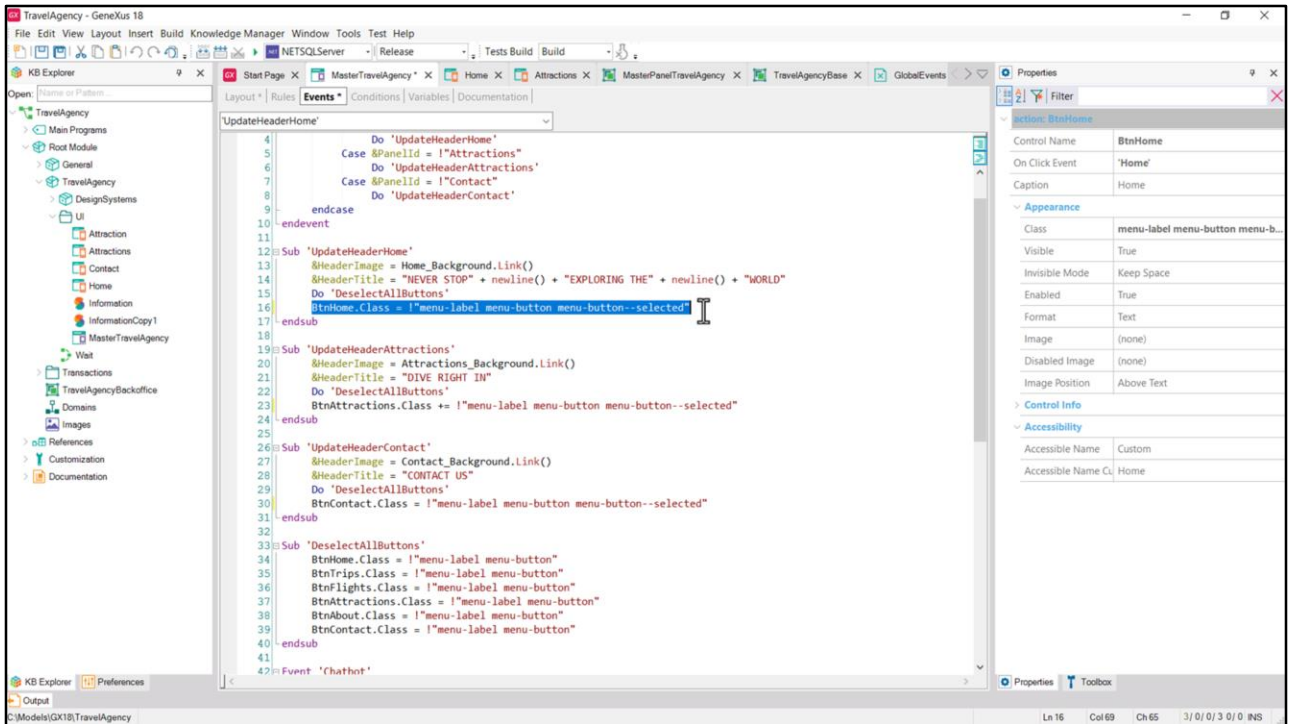 TravelAgency - GeneXus 18
File Edit View Layout Insert Build Knowledge Manager Window Tools Test Help
NETSQLServer Release Tests Build Build
KB Explorer
Open: Name or Pattern...
TravelAgency
Main Programs
Root Module
General
TravelAgency
DesignSystems
UI
Attraction
Attractions
Contact
Home
Information
InformationCopy1
MasterTravelAgency
Wait
Transactions
TravelAgencyBackoffice
Domains
Images
References
Customization
Documentation
KB Explorer Preferences
Start Page MasterTravelAgency * Home Attractions MasterPanelTravelAgency TravelAgencyBase GlobalEvents
Layout * Rules Events * Conditions Variables Documentation
'UpdateHeaderHome'
4 Do 'UpdateHeaderHome'
5 Case &PanelId = !"Attractions"
6 Do 'UpdateHeaderAttractions'
7 Case &PanelId = !"Contact"
8 Do 'UpdateHeaderContact'
9 endcase
10 endevent
11
12 Sub 'UpdateHeaderHome'
13 &HeaderImage = Home_Background.Link()
14 &HeaderTitle = "NEVER STOP" + newline() + "EXPLORING THE" + newline() + "WORLD"
15 Do 'DeselectAllButtons'
16 BtnHome.Class = !"menu-label menu-button menu-button--selected"
17 endsub
18
19 Sub 'UpdateHeaderAttractions'
20 &HeaderImage = Attractions_Background.Link()
21 &HeaderTitle = "DIVE RIGHT IN"
22 Do 'DeselectAllButtons'
23 BtnAttractions.Class += !"menu-label menu-button menu-button--selected"
24 endsub
25
26 Sub 'UpdateHeaderContact'
27 &HeaderImage = Contact_Background.Link()
28 &HeaderTitle = "CONTACT US"
29 Do 'DeselectAllButtons'
30 BtnContact.Class = !"menu-label menu-button menu-button--selected"
31 endsub
32
33 Sub 'DeselectAllButtons'
34 BtnHome.Class = !"menu-label menu-button"
35 BtnTrips.Class = !"menu-label menu-button"
36 BtnFlights.Class = !"menu-label menu-button"
37 BtnAttractions.Class = !"menu-label menu-button"
38 BtnAbout.Class = !"menu-label menu-button"
39 BtnContact.Class = !"menu-label menu-button"
40 endsub
41
42 Event 'Chatbot'
Properties
Filter
action: BtnHome
Control Name BtnHome
On Click Event 'Home'
Caption Home
Appearance
Class menu-label menu-button menu-b...
Visible True
Invisible Mode Keep Space
Enabled True
Format Text
Image (none)
Disabled Image (none)
Image Position Above Text
Control Info
Accessibility
Accessible Name Custom
Accessible Name Cu Home
Properties Toolbox
Output
C:\Models\GX18\TravelAgency
Ln 16 Col 69 Ch 65 3/0/0/3 0/0 INS